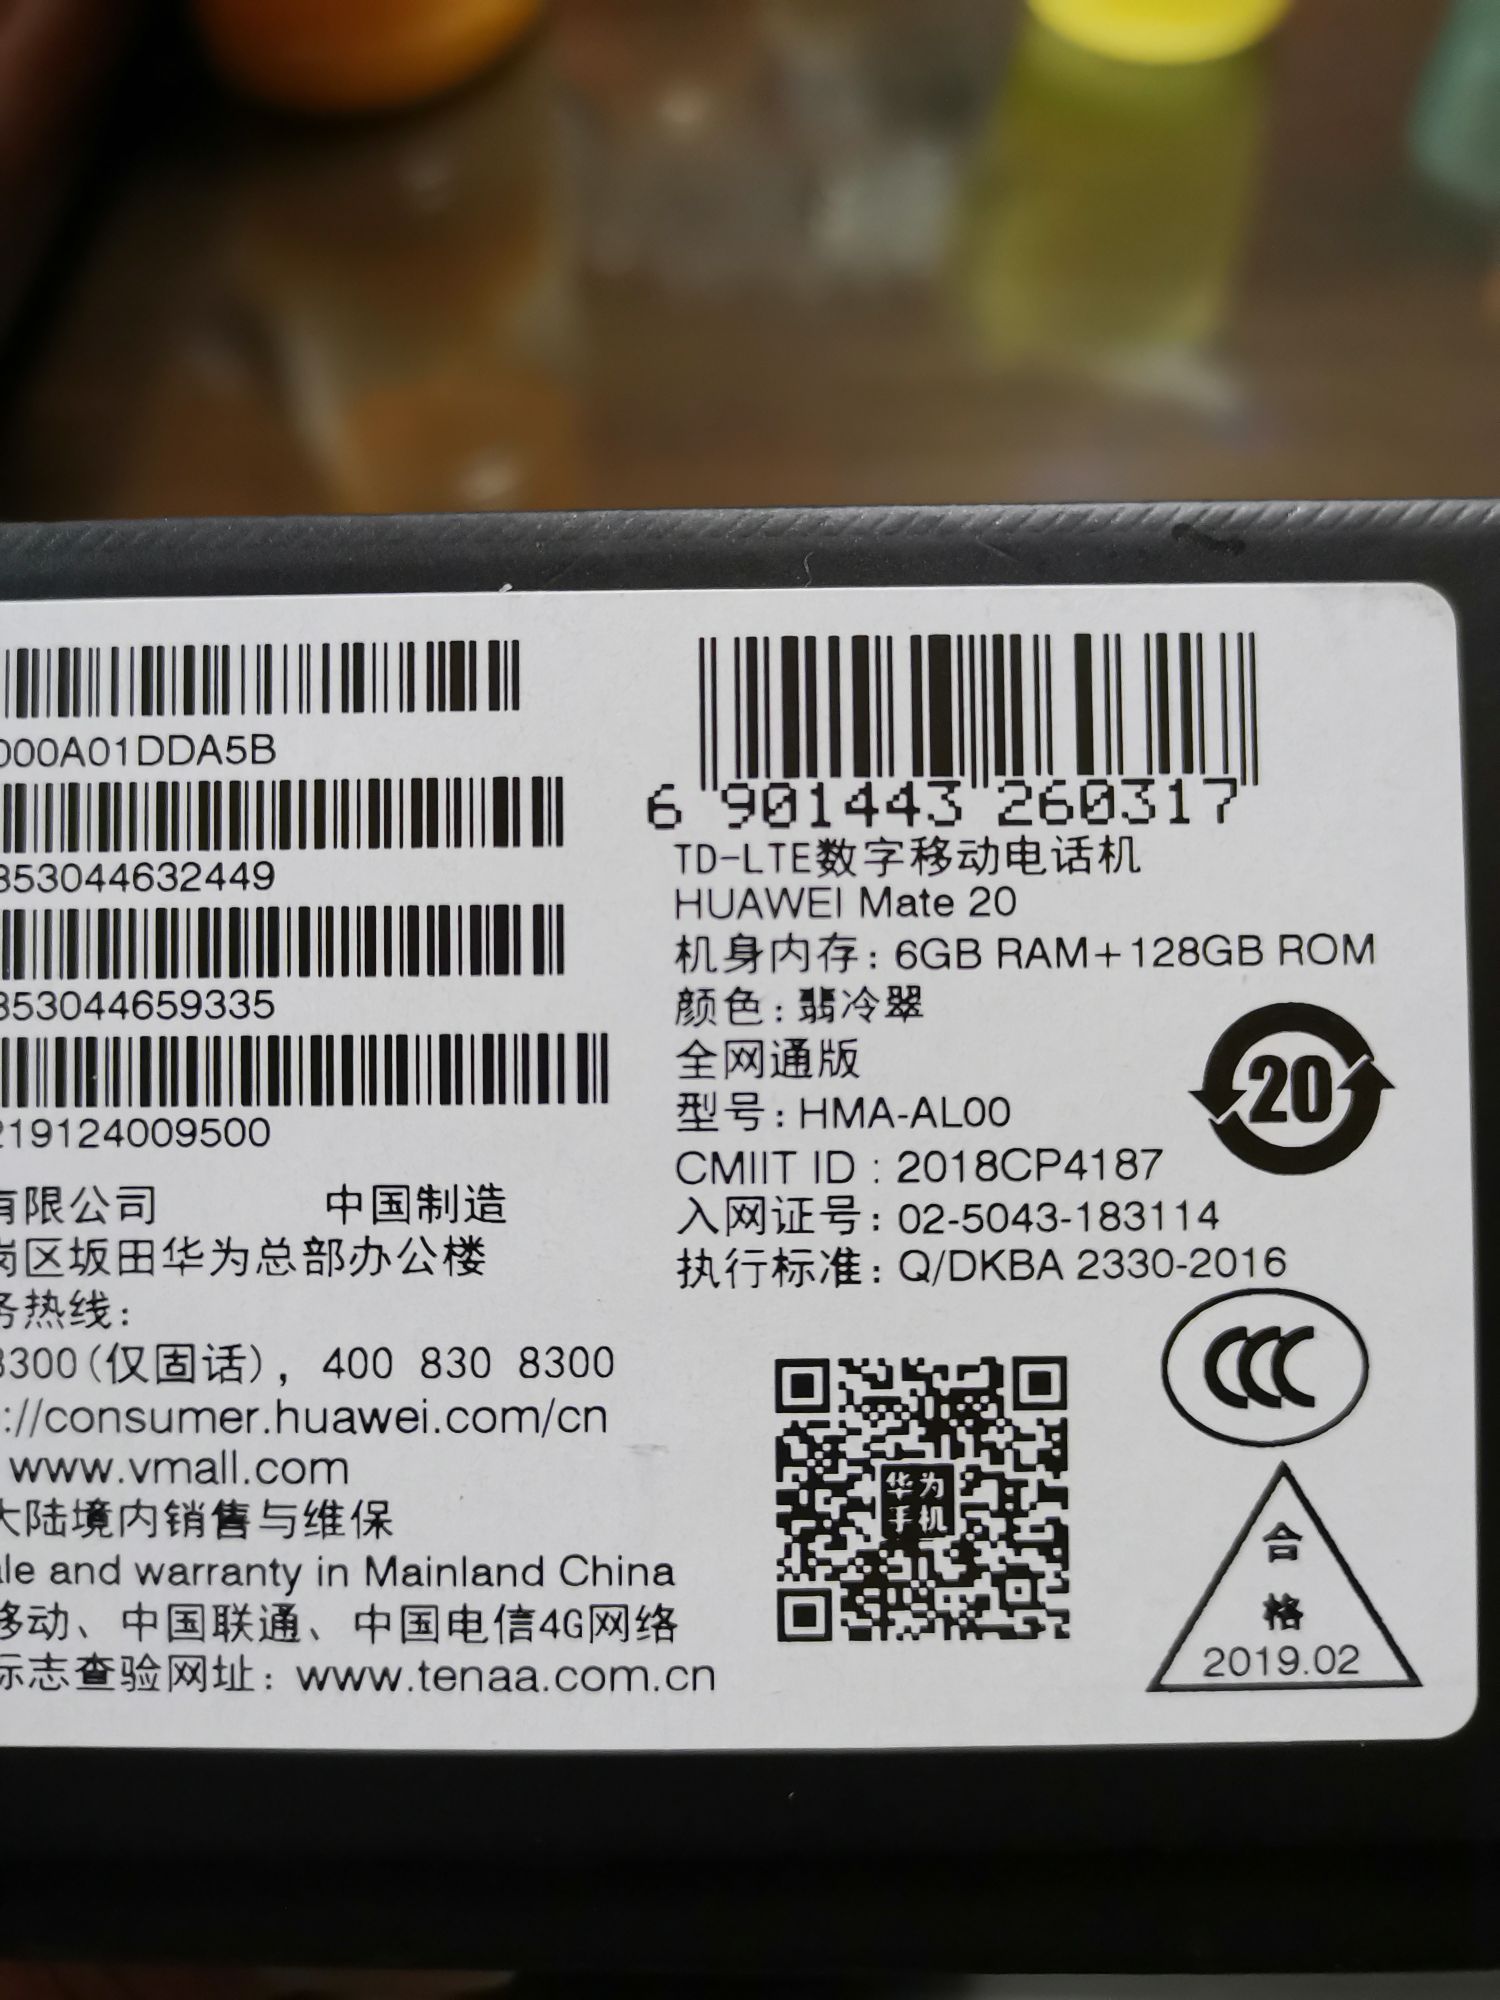 000A01DDA5B
853044632449
853044659335
219124009500
有限公司 中国制造
岗区坂田华为总部办公楼
务热线:
8300(仅固话), 400 830 8300
://consumer.huawei.com/cn
www.vmall.com
大陆境内销售与维保
ale and warranty in Mainland China
移动、中国联通、中国电信4G网络
标志查验网址: www.tenaa.com.cn
6 901443 260317
TD-LTE数字移动电话机
HUAWEI Mate 20
机身内存: 6GB RAM+128GB ROM
颜色: 翡冷翠
全网通版
型号: HMA-AL00
CMIIT ID : 2018CP4187
入网证号: 02-5043-183114
执行标准: Q/DKBA 2330-2016
20
CCC
华为
手机
合
格
2019.02